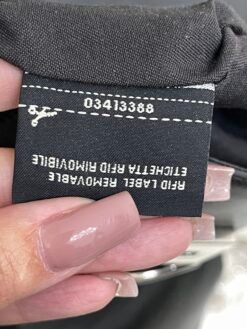 03413388
RFID LABEL REMOVABLE
ETICHETTA RFID RIMOVIBILE